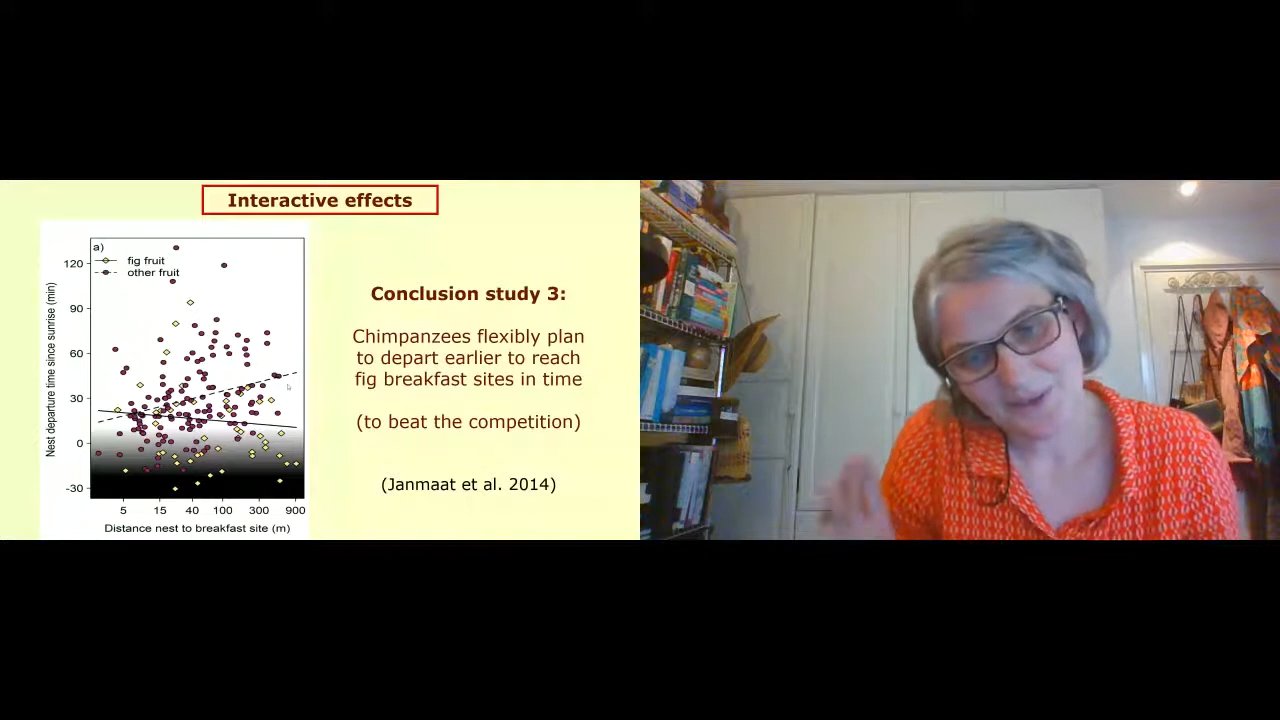 Interactive effects
a)
fig fruit
other fruit
Nest departure time since sunrise (min)
120
90
60
30
0
-30
5 15 40 100 300 900
Distance nest to breakfast site (m)
Conclusion study 3:
Chimpanzees flexibly plan
to depart earlier to reach
fig breakfast sites in time
(to beat the competition)
(Janmaat et al. 2014)